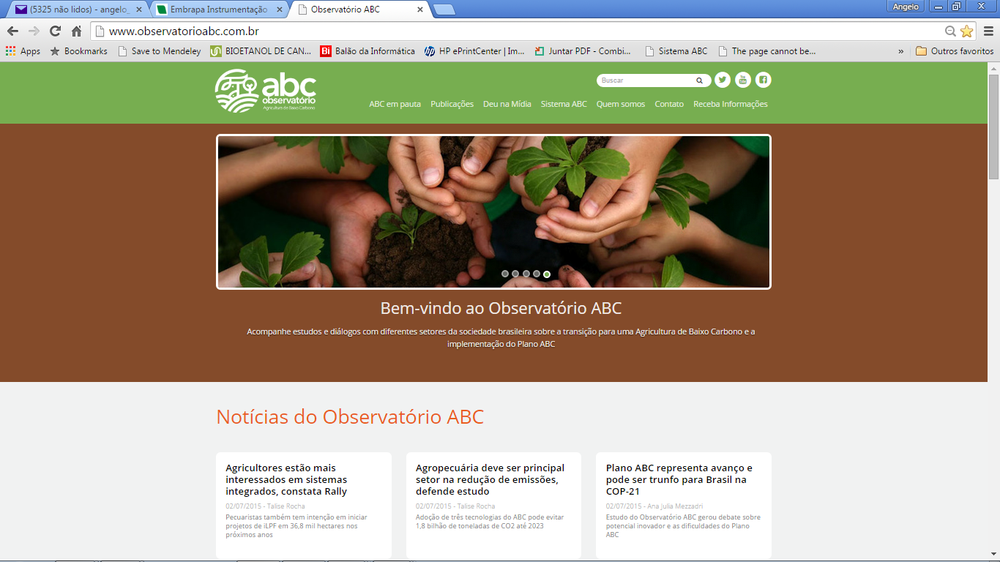 (5325 não lidos) - angelo_
Embrapa Instrumentação
Observatório ABC
Angelo
www.observatorioabc.com.br
Apps
Bookmarks
Save to Mendeley
BIOETANOL DE CAN...
Balão da Informática
HP ePrintCenter | Im...
Juntar PDF - Combi...
Sistema ABC
The page cannot be...
»
Outros favoritos
abc
observatório
Agricultura de Baixo Carbono
Buscar
ABC em pauta
Publicações
Deu na Mídia
Sistema ABC
Quem somos
Contato
Receba Informações
Bem-vindo ao Observatório ABC
Acompanhe estudos e diálogos com diferentes setores da sociedade brasileira sobre a transição para uma Agricultura de Baixo Carbono e a
implementação do Plano ABC
Notícias do Observatório ABC
Agricultores estão mais
interessados em sistemas
integrados, constata Rally
02/07/2015 - Talise Rocha
Pecuaristas também tem intenção em iniciar
projetos de iLPF em 36,8 mil hectares nos
próximos anos
Agropecuária deve ser principal
setor na redução de emissões,
defende estudo
02/07/2015 - Talise Rocha
Adoção de três tecnologias do ABC pode evitar
1,8 bilhão de toneladas de CO2 até 2023
Plano ABC representa avanço e
pode ser trunfo para Brasil na
COP-21
02/07/2015 - Ana Julia Mezzadri
Estudo do Observatório ABC gerou debate sobre
potencial inovador e as dificuldades do Plano
ABC